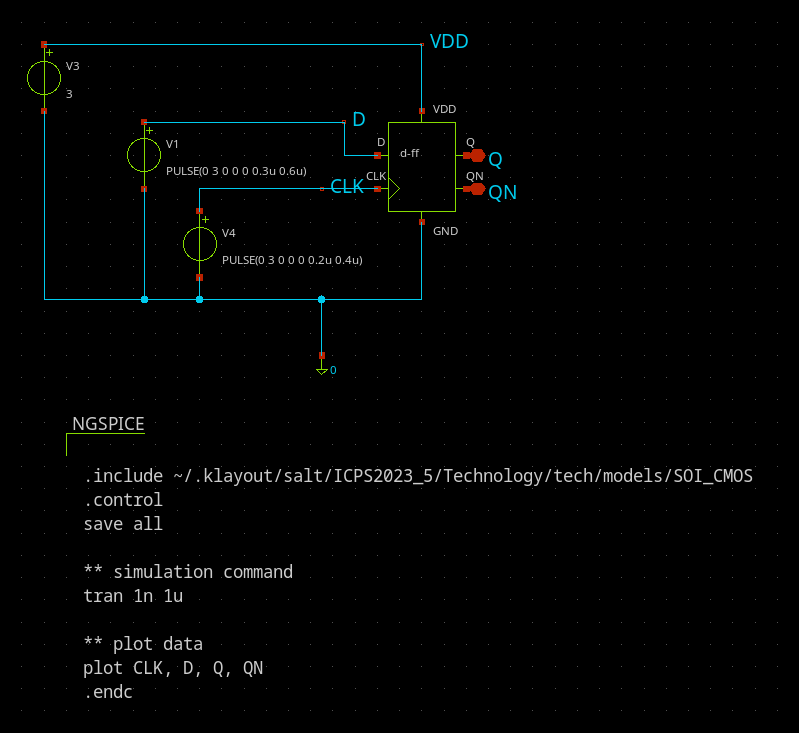 VDD
V3
3
+
D
V1
+
PULSE(0 3 0 0 0 0.3u 0.6u)
CLK
V4
+
PULSE(0 3 0 0 0 0.2u 0.4u)
VDD
D
d-ff
Q
Q
CLK
QN
QN
GND
0
NGSPICE
.include ~/.klayout/salt/ICPS2023_5/Technology/tech/models/SOI_CMOS
.control
save all
** simulation command
tran 1n 1u
** plot data
plot CLK, D, Q, QN
.endc